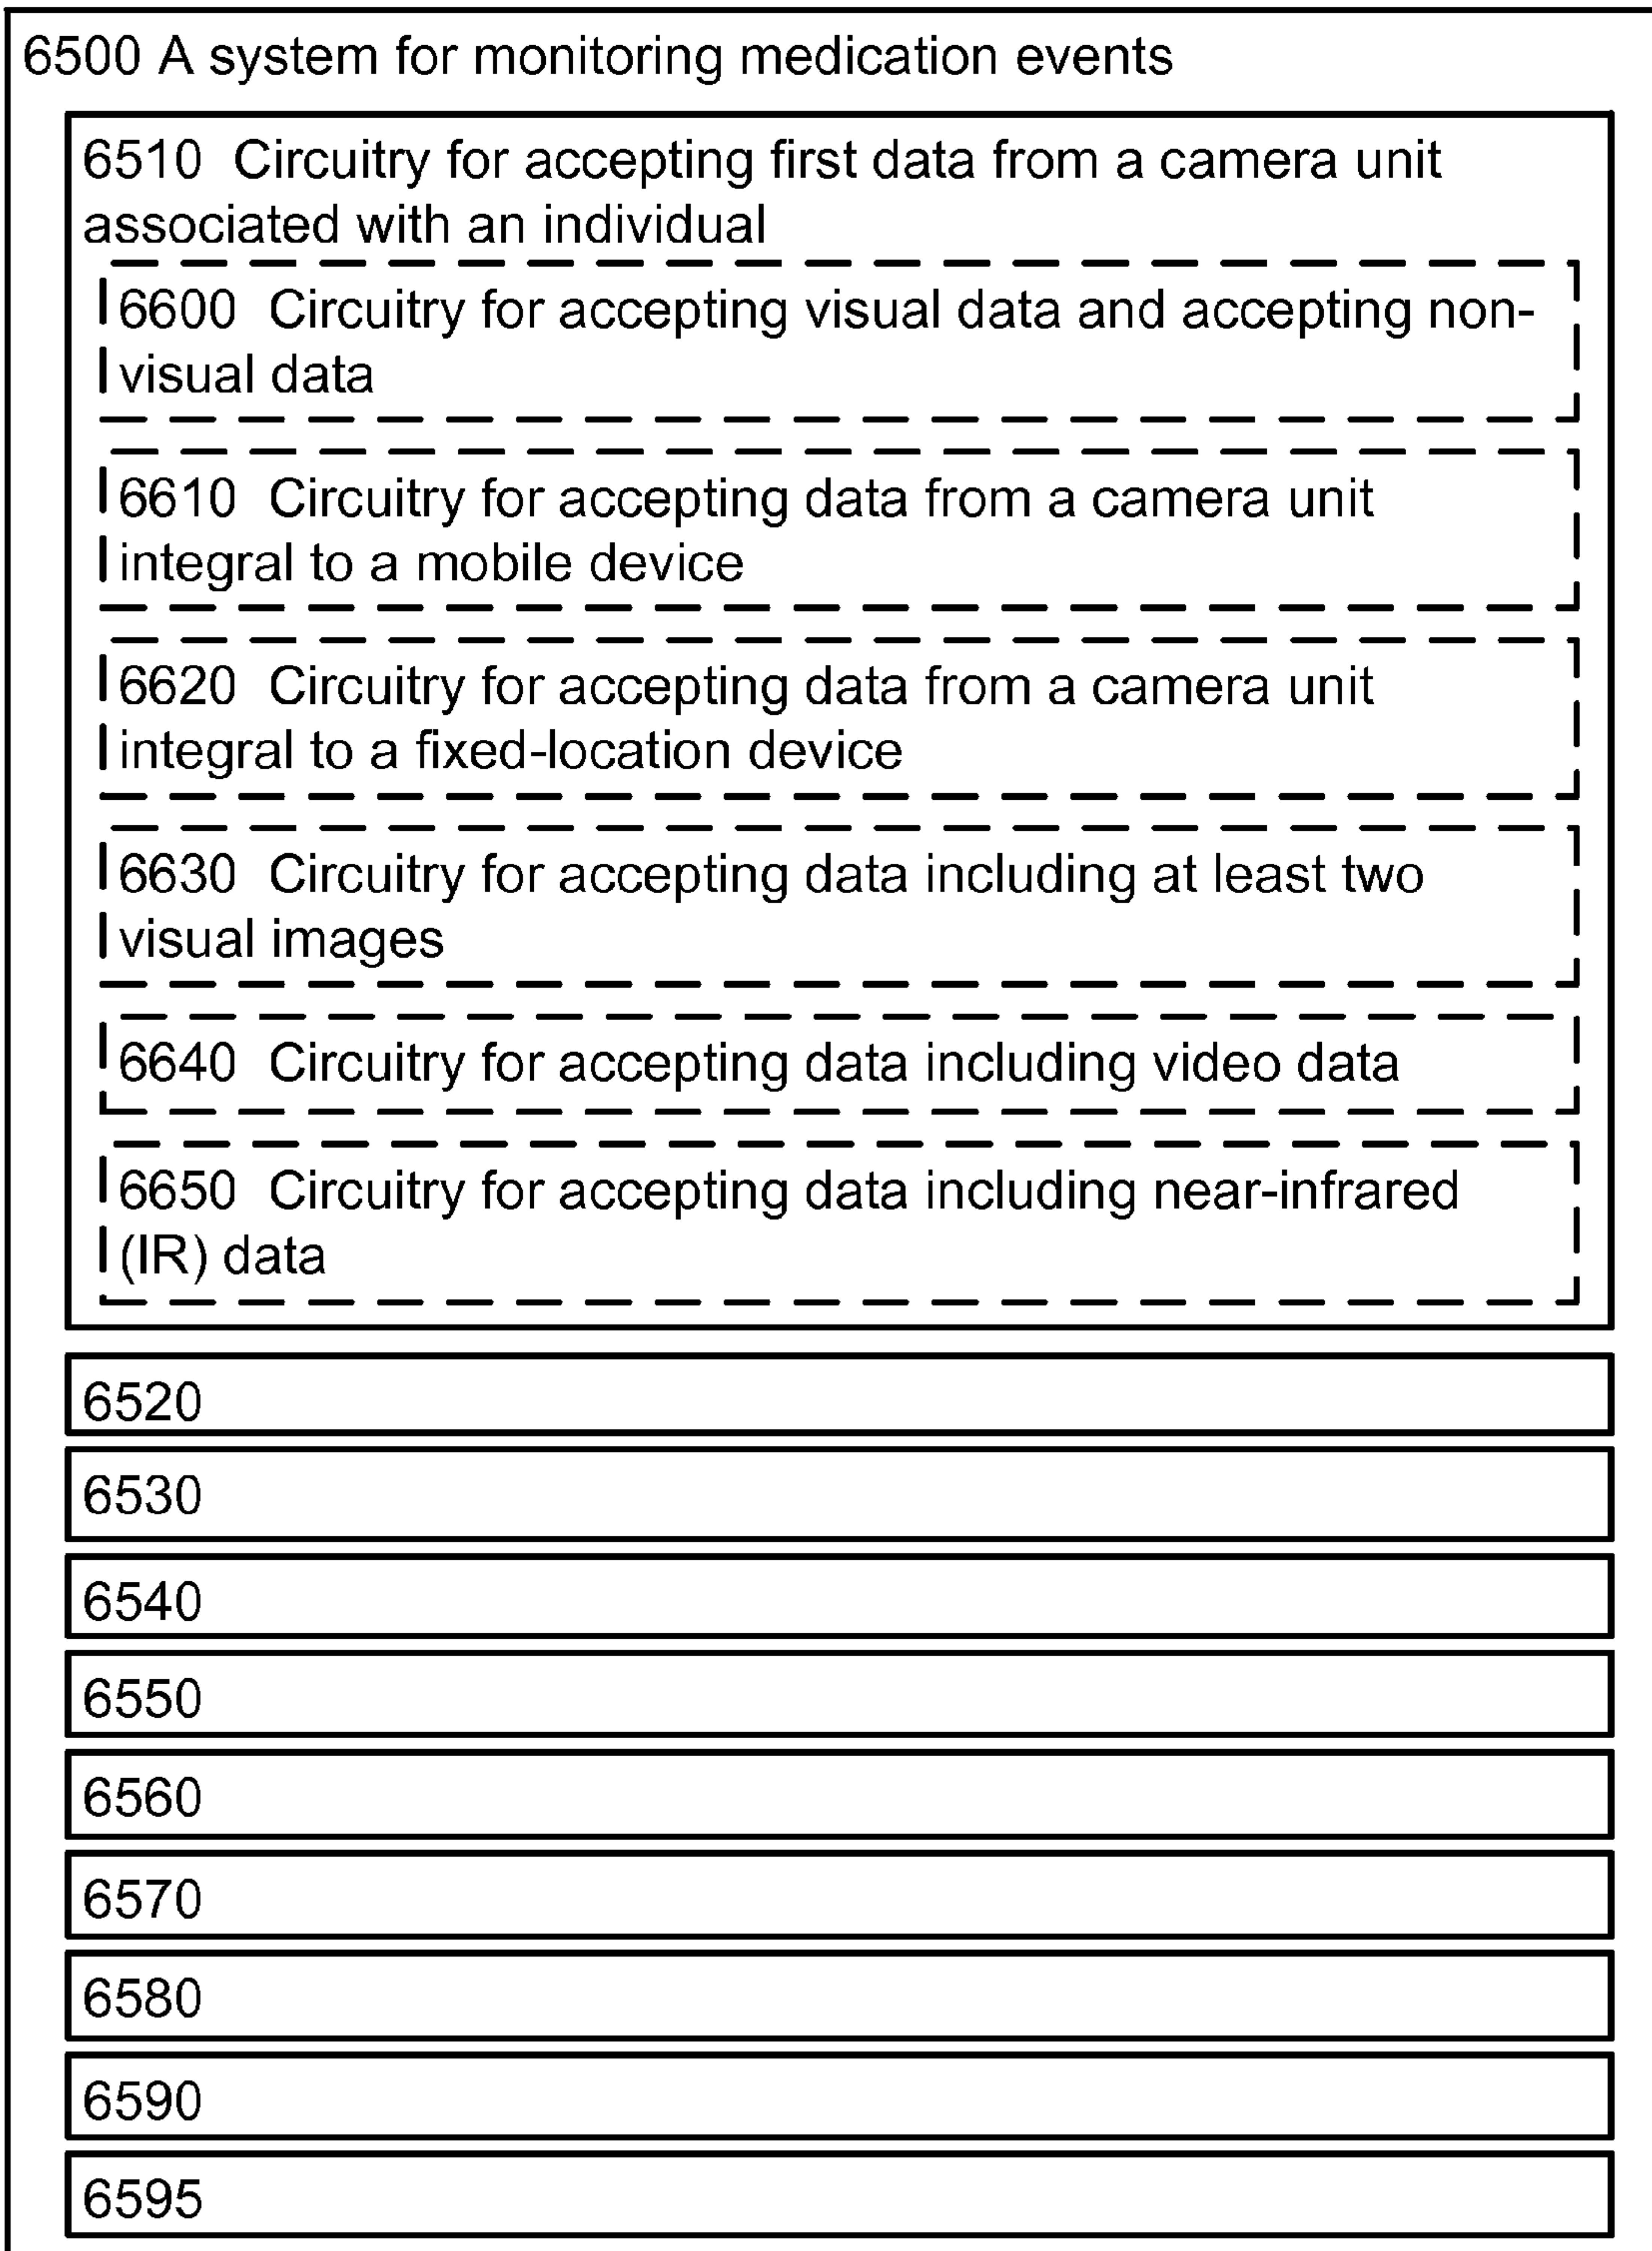 6500 A system for monitoring medication events
6510 Circuitry for accepting first data from a camera unit
associated with an individual
6600 Circuitry for accepting visual data and accepting non-
visual data
6610 Circuitry for accepting data from a camera unit
integral to a mobile device
6620 Circuitry for accepting data from a camera unit
integral to a fixed-location device
6630 Circuitry for accepting data including at least two
visual images
6640 Circuitry for accepting data including video data
6650 Circuitry for accepting data including near-infrared
(IR) data
6520
6530
6540
6550
6560
6570
6580
6590
6595